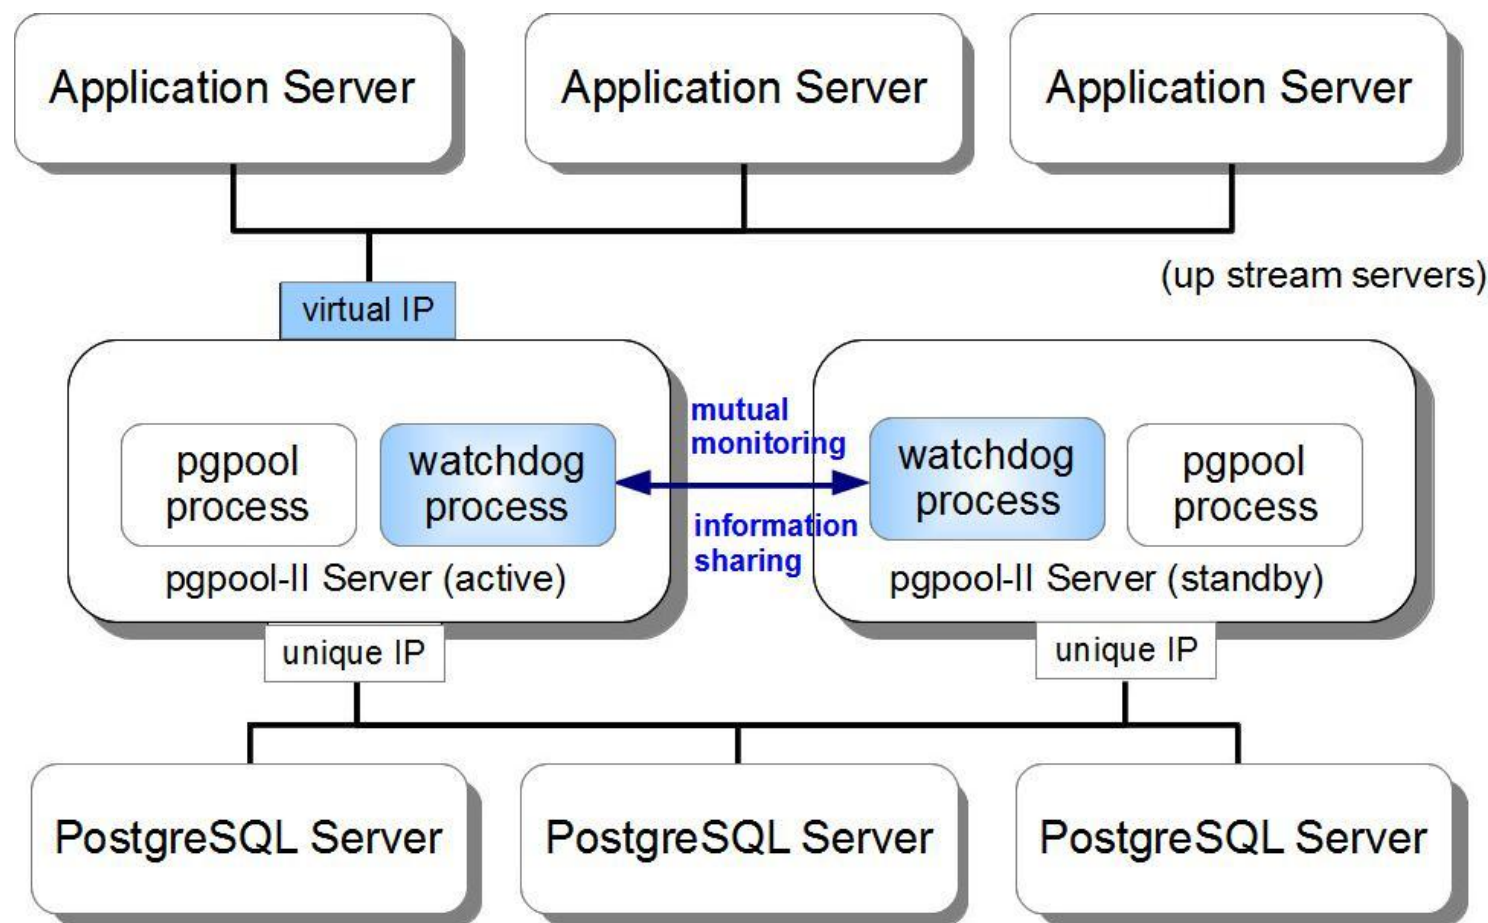 Application Server
Application Server
Application Server
(up stream servers)
virtual IP
mutual
monitoring
pgpool
process
watchdog
process
watchdog
process
pgpool
process
information
sharing
pgpool-II Server (active)
pgpool-II Server (standby)
unique IP
unique IP
PostgreSQL Server
PostgreSQL Server
PostgreSQL Server